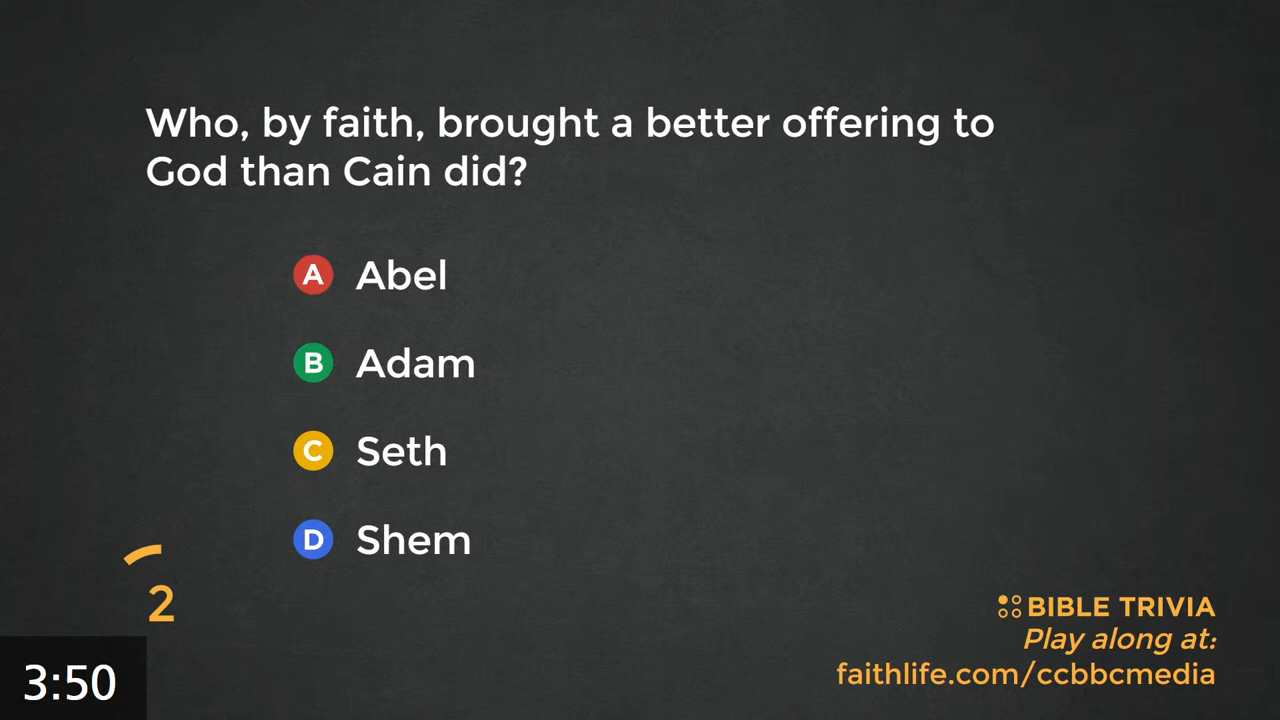 Who, by faith, brought a better offering to
God than Cain did?
A Abel
B Adam
C Seth
D Shem
2
3:50
BIBLE TRIVIA
Play along at:
faithlife.com/ccbbcmedia